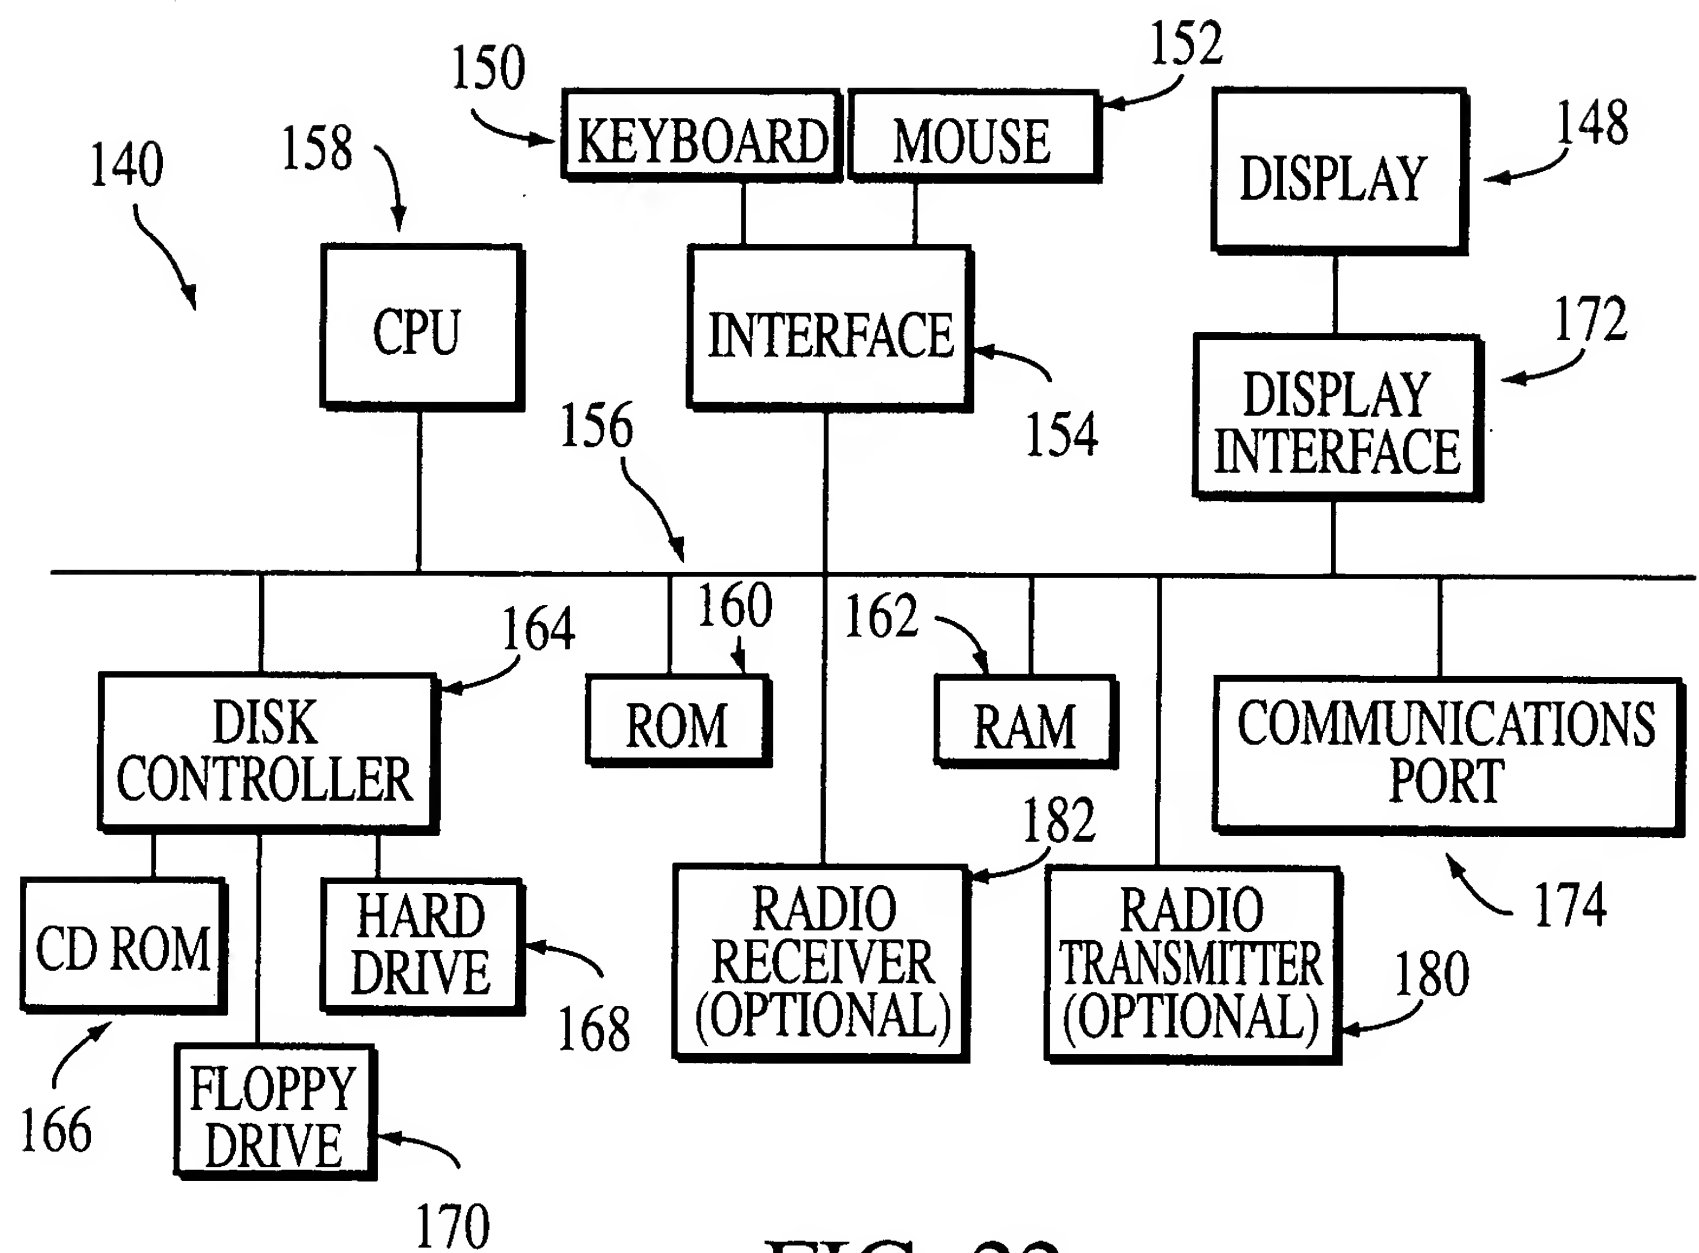 150
152
KEYBOARD
MOUSE
148
158
140
DISPLAY
CPU
INTERFACE
172
DISPLAY
INTERFACE
154
156
160
162
164
ROM
RAM
DISK
CONTROLLER
COMMUNICATIONS
PORT
182
174
CD ROM
HARD
DRIVE
RADIO
RECEIVER
(OPTIONAL)
RADIO
TRANSMITTER
(OPTIONAL)
180
168
166
FLOPPY
DRIVE
170
FIG.